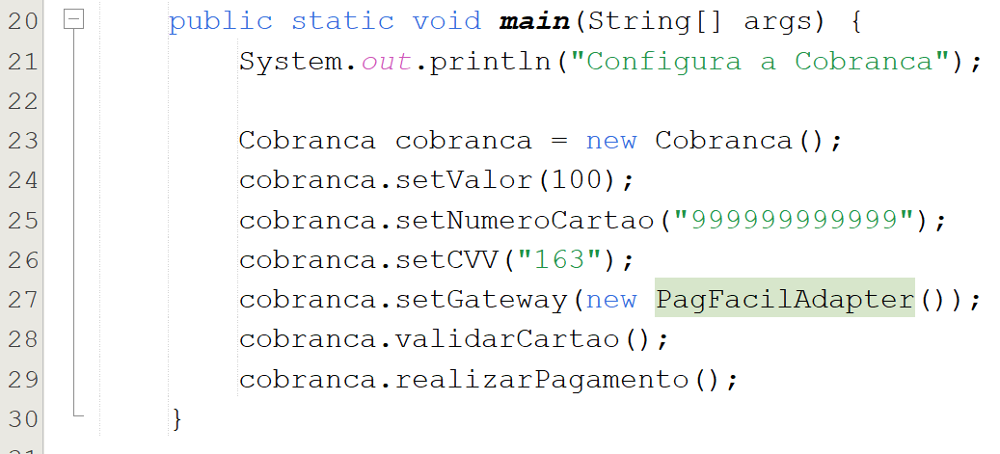 20 public static void main(String[] args) {
21 System.out.println("Configura a Cobranca");
22
23 Cobranca cobranca = new Cobranca();
24 cobranca.setValor(100);
25 cobranca.setNumeroCartao("999999999999");
26 cobranca.setCVV("163");
27 cobranca.setGateway(new PagFacilAdapter());
28 cobranca.validarCartao();
29 cobranca.realizarPagamento();
30 }